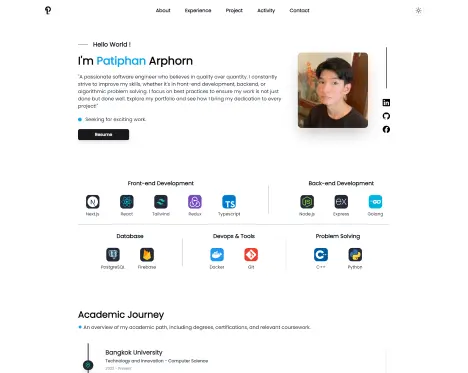 About Experience Project Activity Contact
Hello World !
I'm Patiphan Arphorn
"A passionate software engineer who believes in quality over quantity, I constantly
strive to improve my skills, whether it's in front-end development, backend, or
algorithmic problem solving. I focus on best practices to ensure my work is not just
done but done well. Explore my portfolio and see how I bring my dedication to every
project"
Seeking for exciting work.
Resume
Front-end Development
Back-end Development
Next.js React Tailwind Redux Typescript
Node.js Express Golang
Database
Devops & Tools
Problem Solving
PostgreSQL Firebase
Docker Git
C++ Python
Academic Journey
An overview of my academic path, including degrees, certifications, and relevant coursework.
Bangkok University
Technology and Innovation - Computer Science
- Present